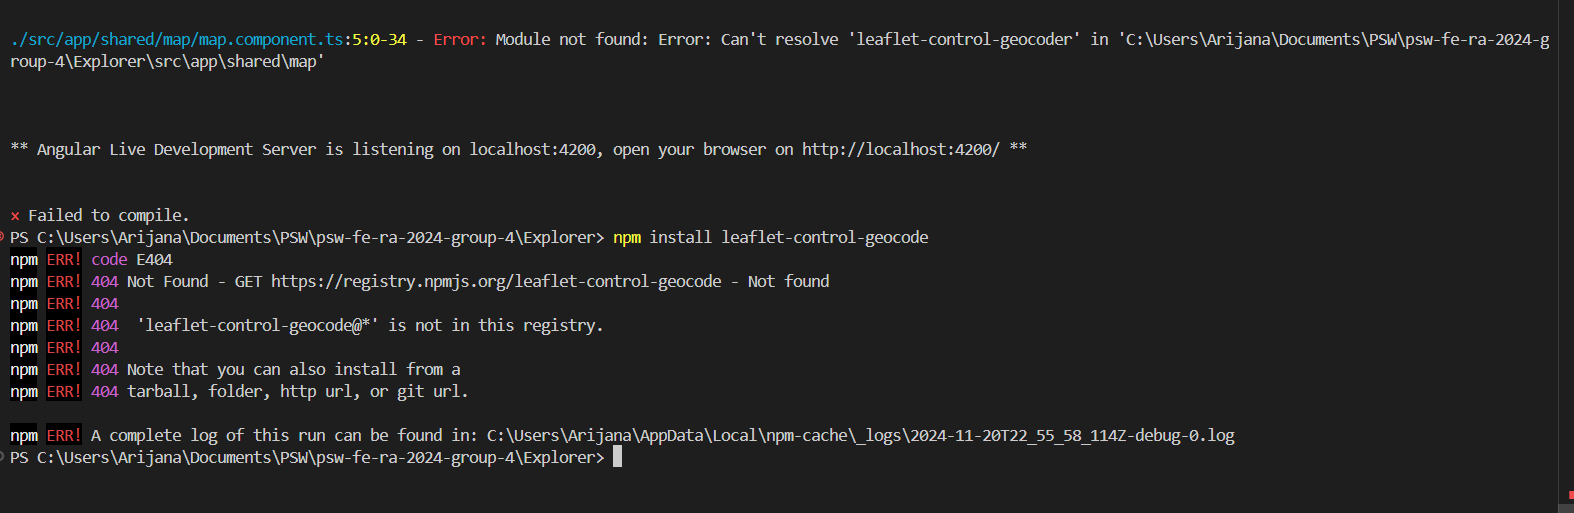 ./src/app/shared/map/map.component.ts:5:0-34 - Error: Module not found: Error: Can't resolve 'leaflet-control-geocoder' in 'C:\Users\Arijana\Documents\PSW\psw-fe-ra-2024-g
roup-4\Explorer\src\app\shared\map'
** Angular Live Development Server is listening on localhost:4200, open your browser on http://localhost:4200/ **
× Failed to compile.
PS C:\Users\Arijana\Documents\PSW\psw-fe-ra-2024-group-4\Explorer> npm install leaflet-control-geocode
npm ERR! code E404
npm ERR! 404 Not Found - GET https://registry.npmjs.org/leaflet-control-geocode - Not found
npm ERR! 404
npm ERR! 404  'leaflet-control-geocode@*' is not in this registry.
npm ERR! 404
npm ERR! 404 Note that you can also install from a
npm ERR! 404 tarball, folder, http url, or git url.
npm ERR! A complete log of this run can be found in: C:\Users\Arijana\AppData\Local\npm-cache\_logs\2024-11-20T22_55_58_114Z-debug-0.log
PS C:\Users\Arijana\Documents\PSW\psw-fe-ra-2024-group-4\Explorer>